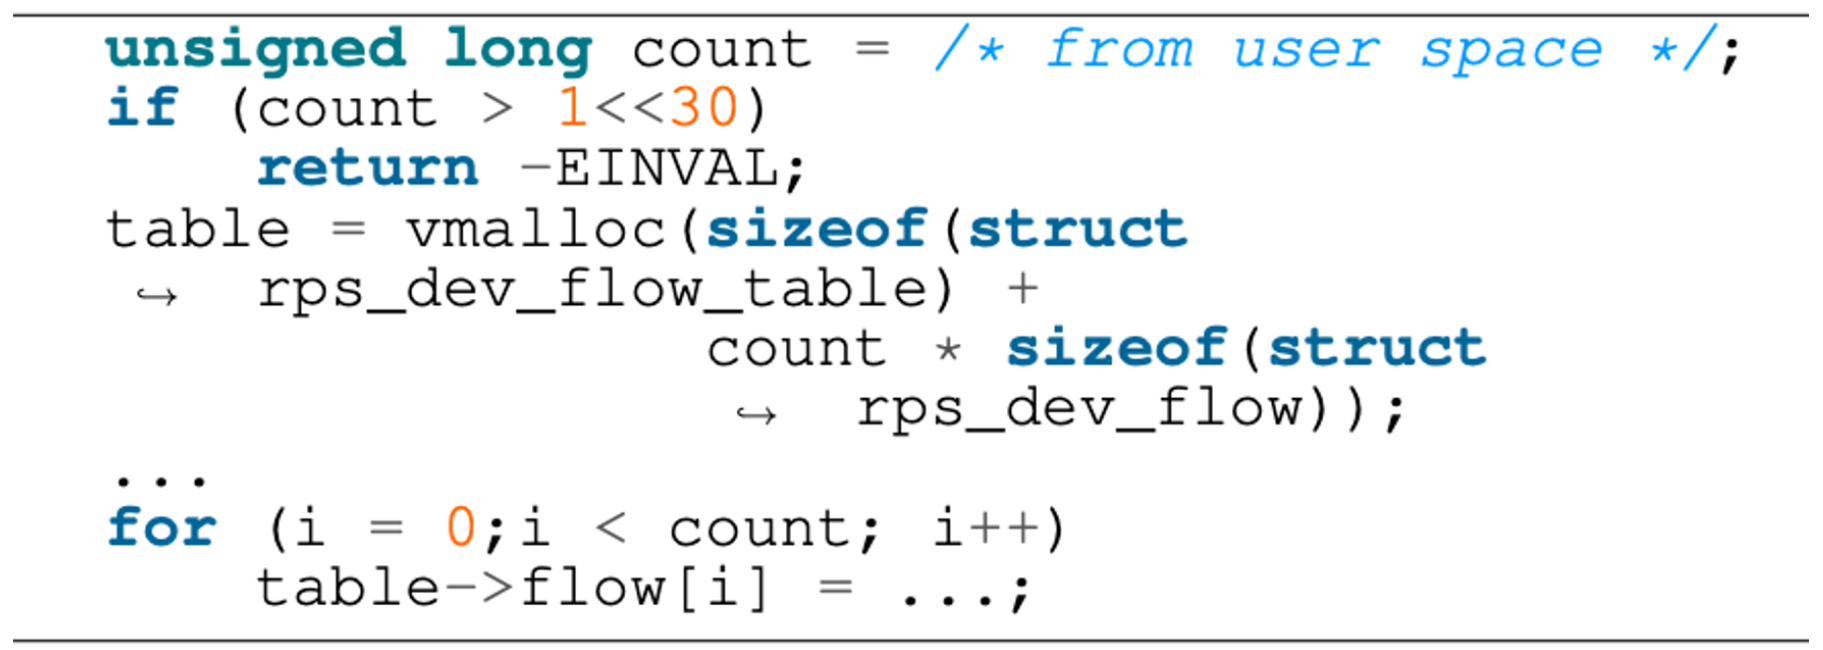 unsigned long count = /* from user space */;
if (count > 1<<30)
return -EINVAL;
table = vmalloc(sizeof(struct
↪ rps_dev_flow_table) +
count * sizeof(struct
↪ rps_dev_flow));
...
for (i = 0;i < count; i++)
table->flow[i] = ...;